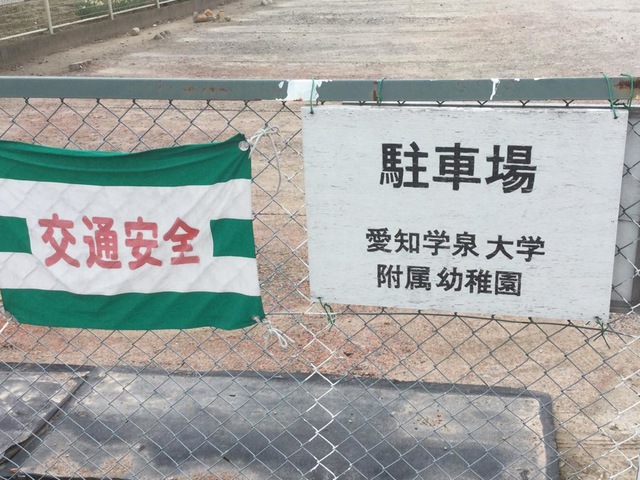 交通安全
駐車場
愛知学泉大学
附属幼稚園